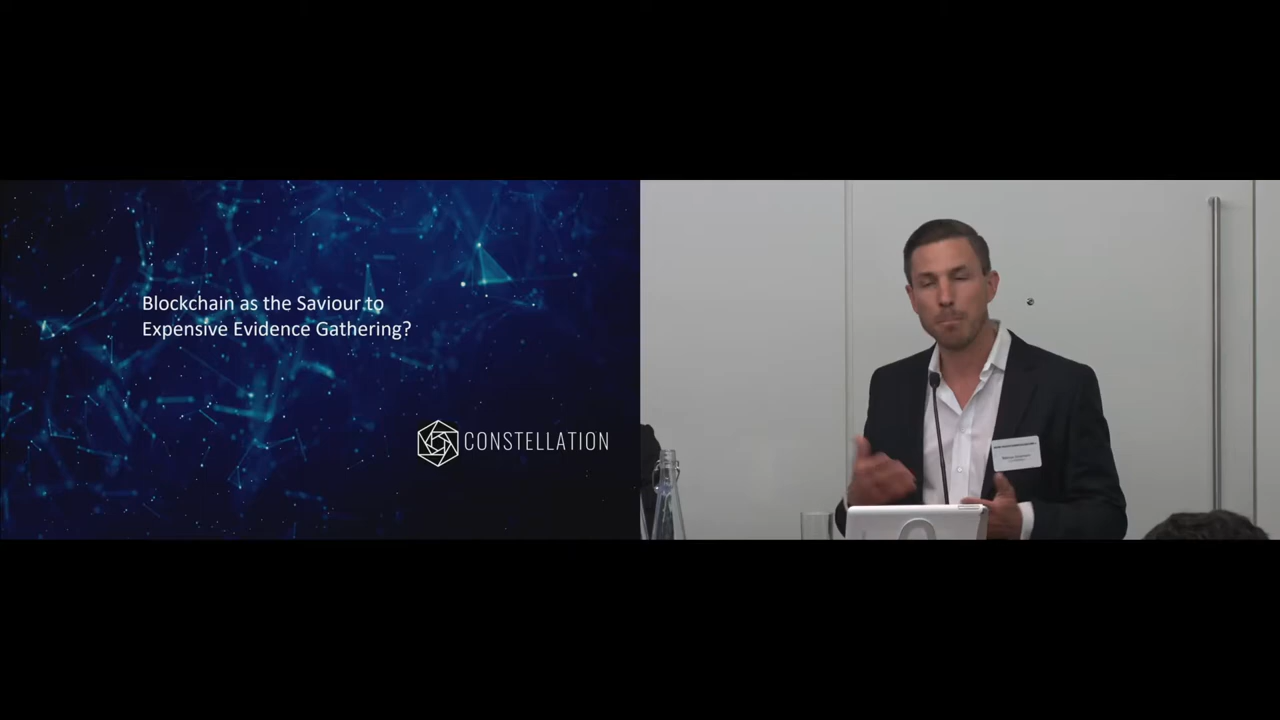 Blockchain as the Saviour to
Expensive Evidence Gathering?
CONSTELLATION